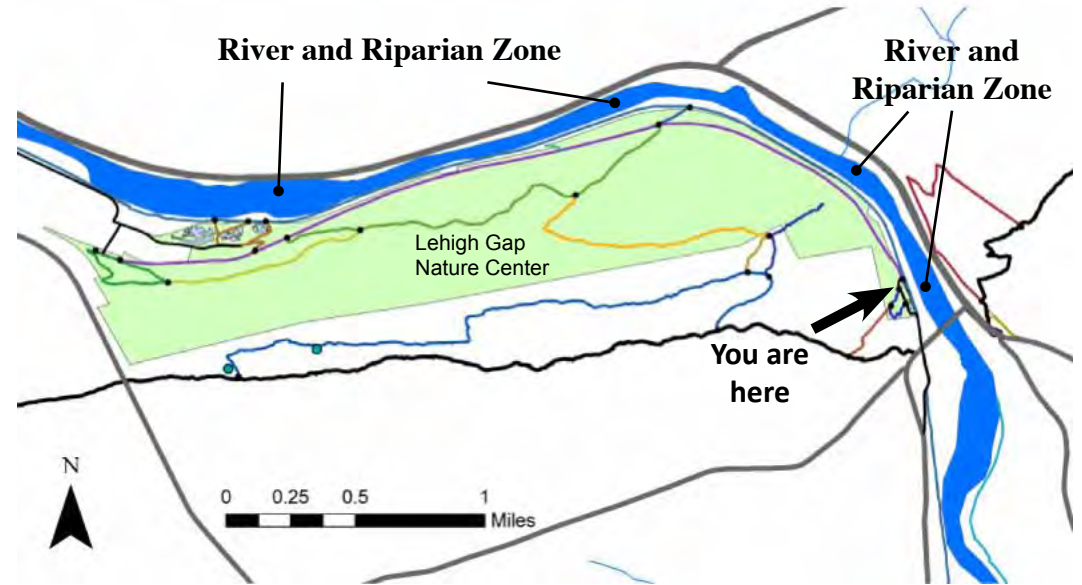 River and Riparian Zone
River and
Riparian Zone
Lehigh Gap
Nature Center
You are
here
N
0 0.25 0.5 1
Miles